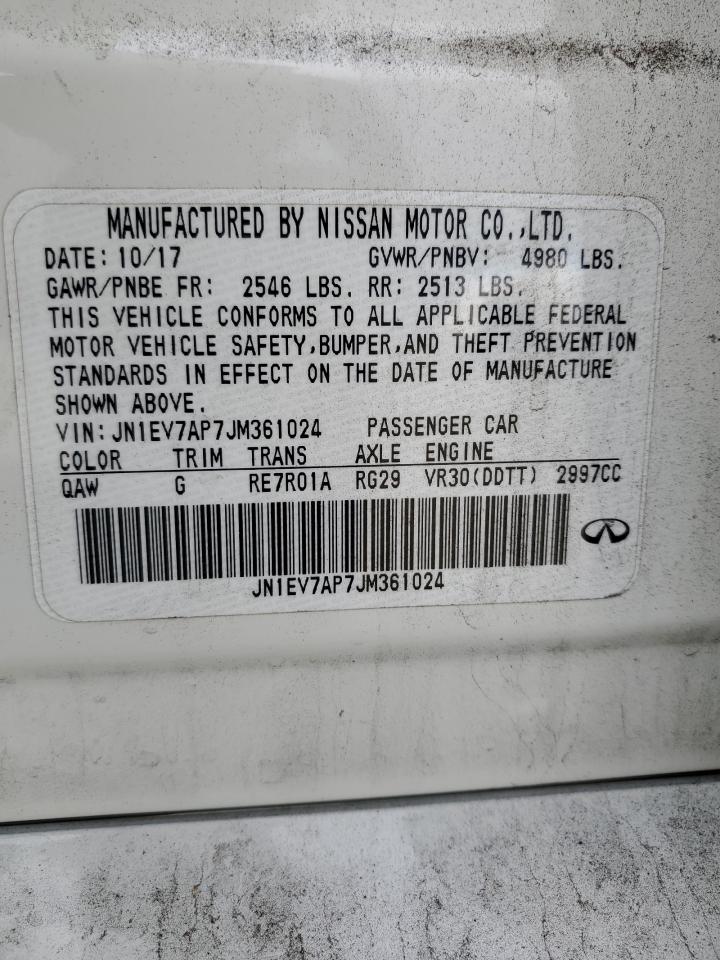 MANUFACTURED BY NISSAN MOTOR CO.,LTD.
DATE: 10/17 GVWR/PNBV: 4980 LBS.
GAWR/PNBE FR: 2546 LBS. RR: 2513 LBS.
THIS VEHICLE CONFORMS TO ALL APPLICABLE FEDERAL
MOTOR VEHICLE SAFETY,BUMPER,AND THEFT PREVENTION
STANDARDS IN EFFECT ON THE DATE OF MANUFACTURE
SHOWN ABOVE.
VIN: JN1EV7AP7JM361024 PASSENGER CAR
COLOR TRIM TRANS AXLE ENGINE
QAW G RE7R01A RG29 VR30(DDTT) 2997CC
JN1EV7AP7JM361024